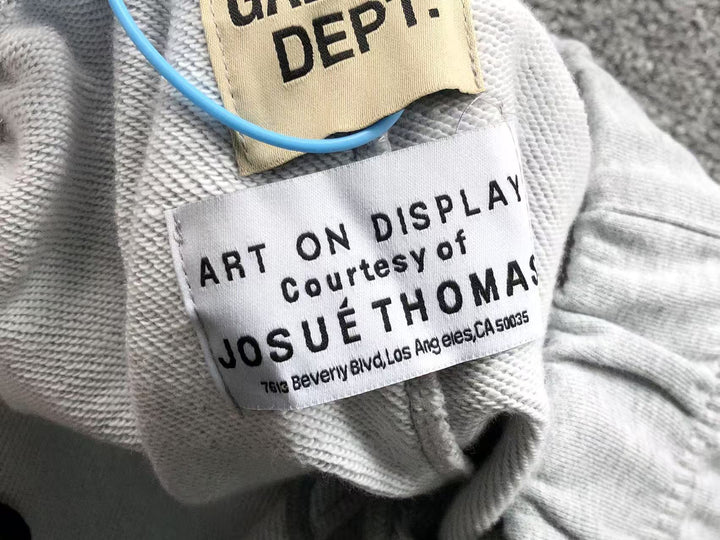 DEPT.
ART ON DISPLAY
Courtesy of
JOSUÉ THOMAS
7613 Beverly Blvd, Los Angeles, CA 50035